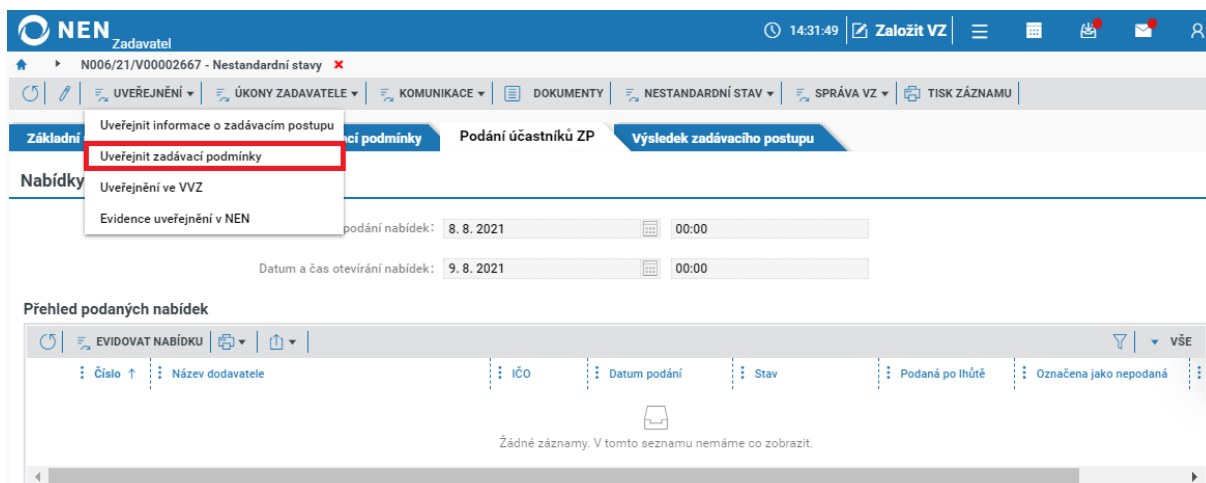 NEN Zadavatel 14:31:49 Založit VZ
N006/21/V00002667 - Nestandardní stavy
UVEŘEJNĚNÍ ÚKONY ZADAVATELE KOMUNIKACE DOKUMENTY NESTANDARDNÍ STAV SPRÁVA VZ TISK ZÁZNAMU
Uveřejnit informace o zadávacím postupu
Základní cí podmínky Podání účastníků ZP Výsledek zadávacího postupu
Uveřejnit zadávací podmínky
Nabídky
Uveřejnění ve VVZ
Evidence uveřejnění v NEN
podání nabídek: 8. 8. 2021 00:00
Datum a čas otevírání nabídek: 9. 8. 2021 00:00
Přehled podaných nabídek
EVIDOVAT NABÍDKU VŠE
Číslo ↑ Název dodavatele IČO Datum podání Stav Podaná po lhůtě Označena jako nepodaná
Žádné záznamy. V tomto seznamu nemáme co zobrazit.